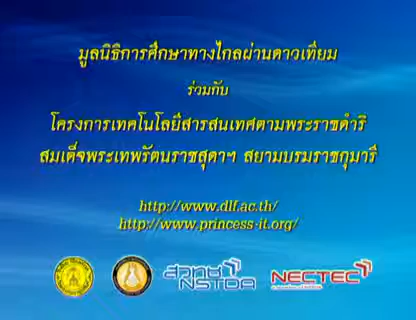 มูลนิธิการศึกษาทางไกลผ่านดาวเทียม
ร่วมกับ
โครงการเทคโนโลยีสารสนเทศตามพระราชดำริ
สมเด็จพระเทพรัตนราชสุดาฯ สยามบรมราชกุมารี
http://www.dlf.ac.th/
http://www.princess-it.org/
สวทช
NSTDA
NECTEC